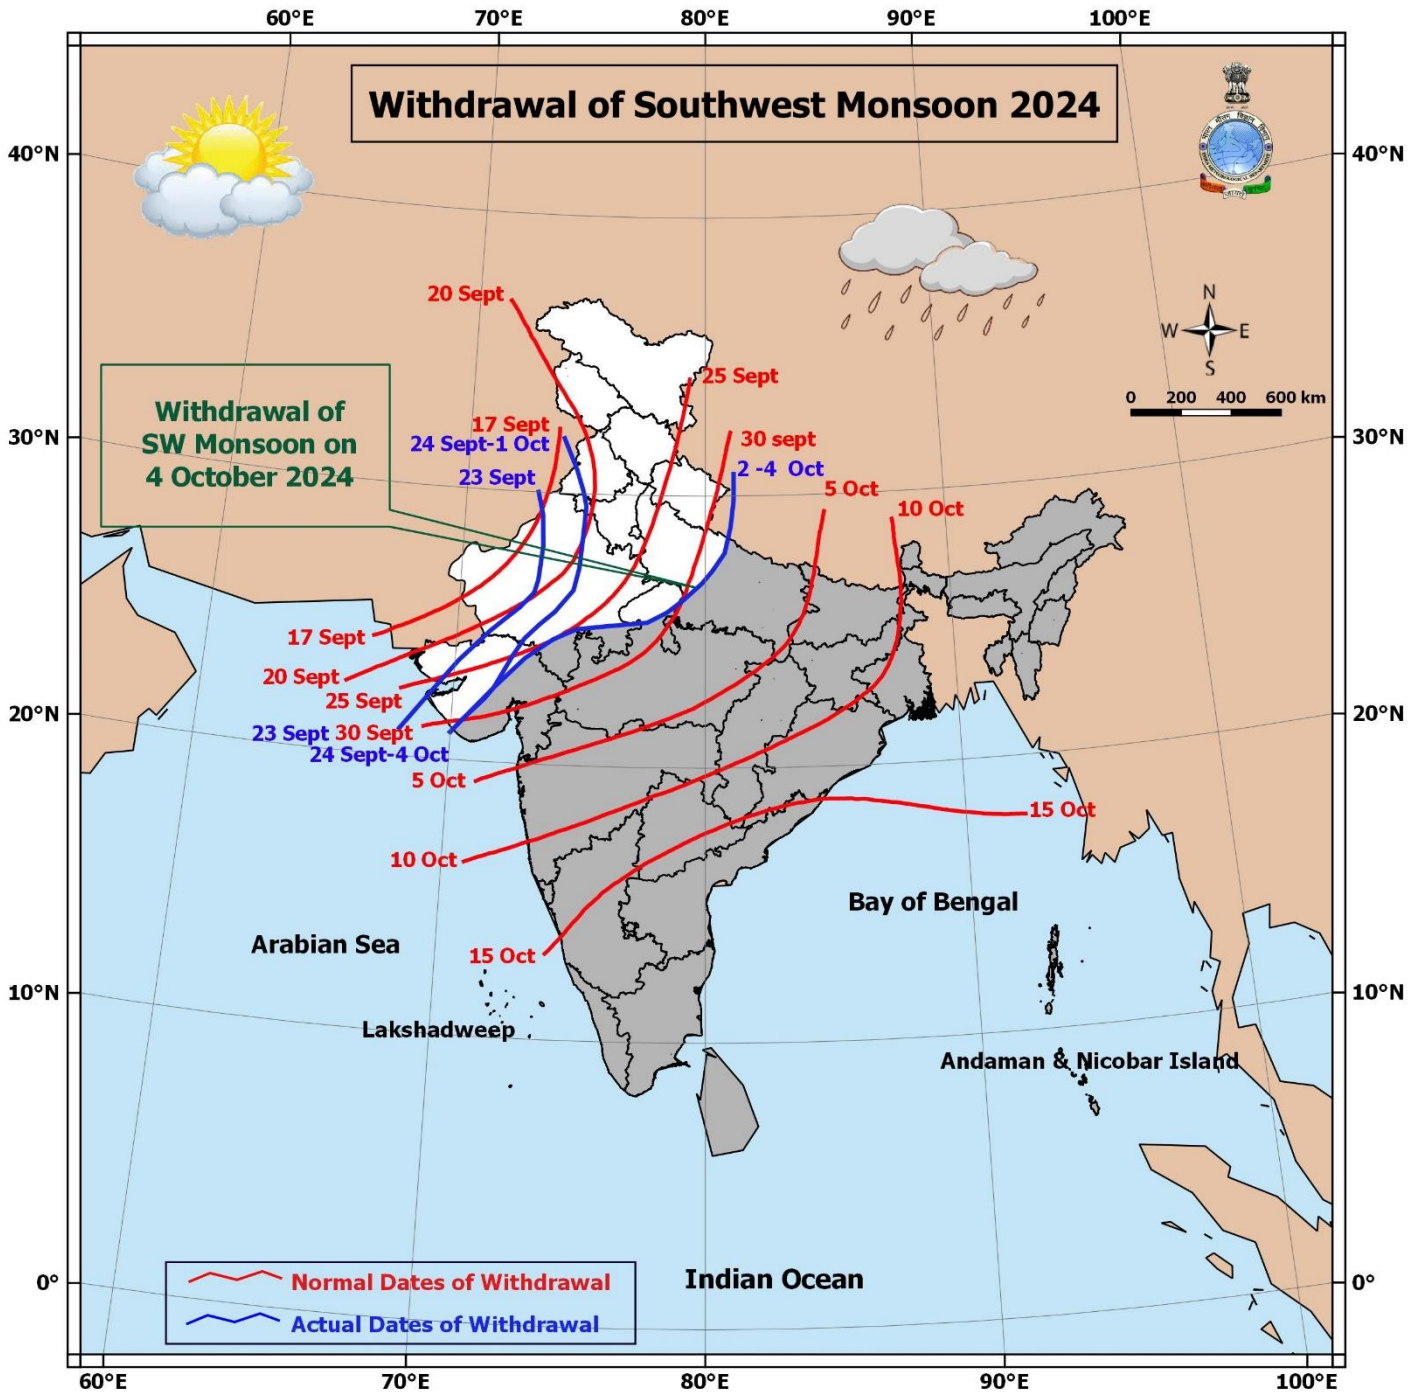 60°E 70°E 80°E 90°E 100°E
Withdrawal of Southwest Monsoon 2024
40°N 40°N
N
W E
S
0 200 400 600 km
20 Sept
25 Sept
Withdrawal of
SW Monsoon on
4 October 2024
17 Sept
24 Sept-1 Oct
30 sept
23 Sept
2 -4 Oct
5 Oct
10 Oct
30°N 30°N
17 Sept
20 Sept
25 Sept
20°N 20°N
23 Sept 30 Sept
24 Sept-4 Oct
5 Oct
15 Oct
10 Oct
Bay of Bengal
Arabian Sea
15 Oct
10°N 10°N
Lakshadweep
Andaman & Nicobar Island
0° 0°
Indian Ocean
Normal Dates of Withdrawal
Actual Dates of Withdrawal
60°E 70°E 80°E 90°E 100°E